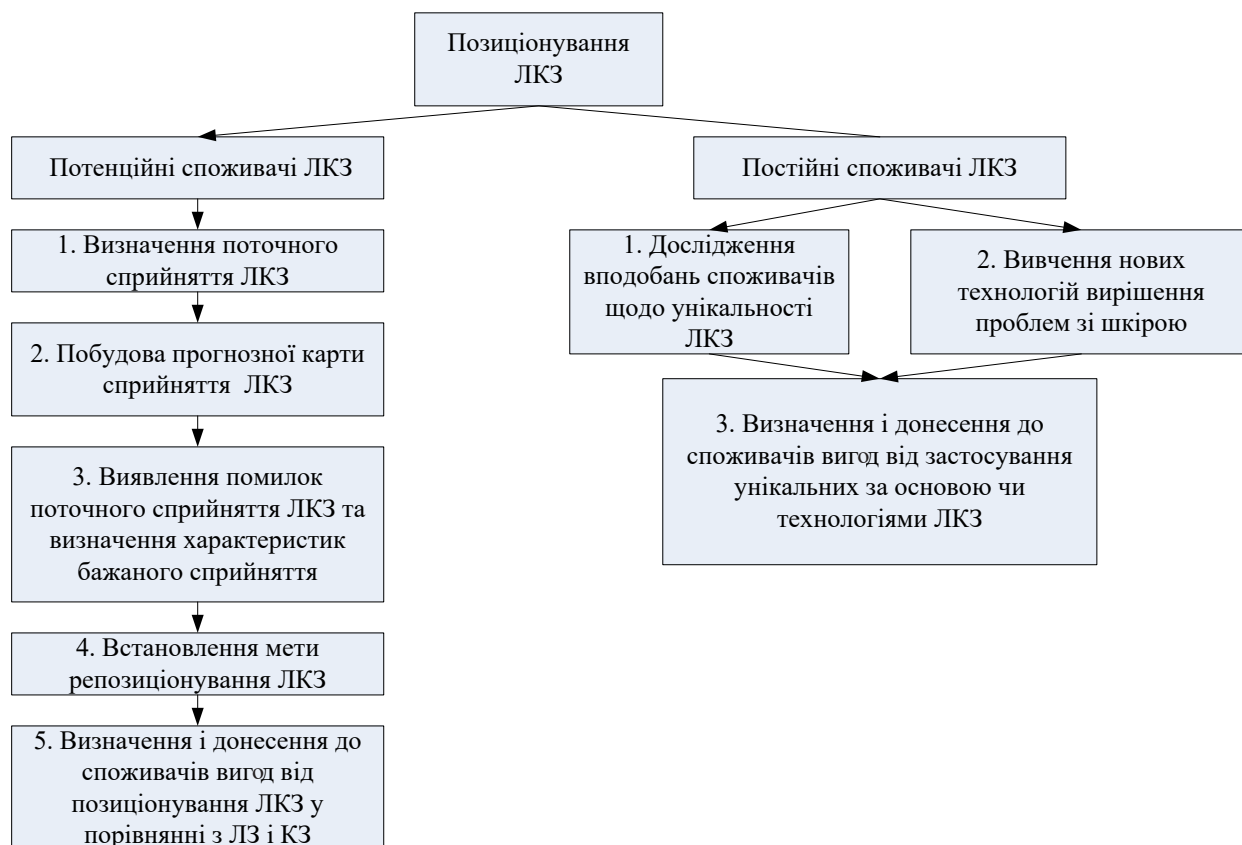 Позиціонування
ЛКЗ
Потенційні споживачі ЛКЗ
Постійні споживачі ЛКЗ
1. Визначення поточного
сприйняття ЛКЗ
2. Побудова прогнозної карти
сприйняття ЛКЗ
3. Виявлення помилок
поточного сприйняття ЛКЗ та
визначення характеристик
бажаного сприйняття
4. Встановлення мети
репозиціонування ЛКЗ
5. Визначення і донесення до
споживачів вигод від
позиціонування ЛКЗ у
порівнянні з ЛЗ і КЗ
1. Дослідження
вподобань споживачів
щодо унікальності
ЛКЗ
2. Вивчення нових
технологій вирішення
проблем зі шкірою
3. Визначення і донесення до
споживачів вигод від застосування
унікальних за основою чи
технологіями ЛКЗ